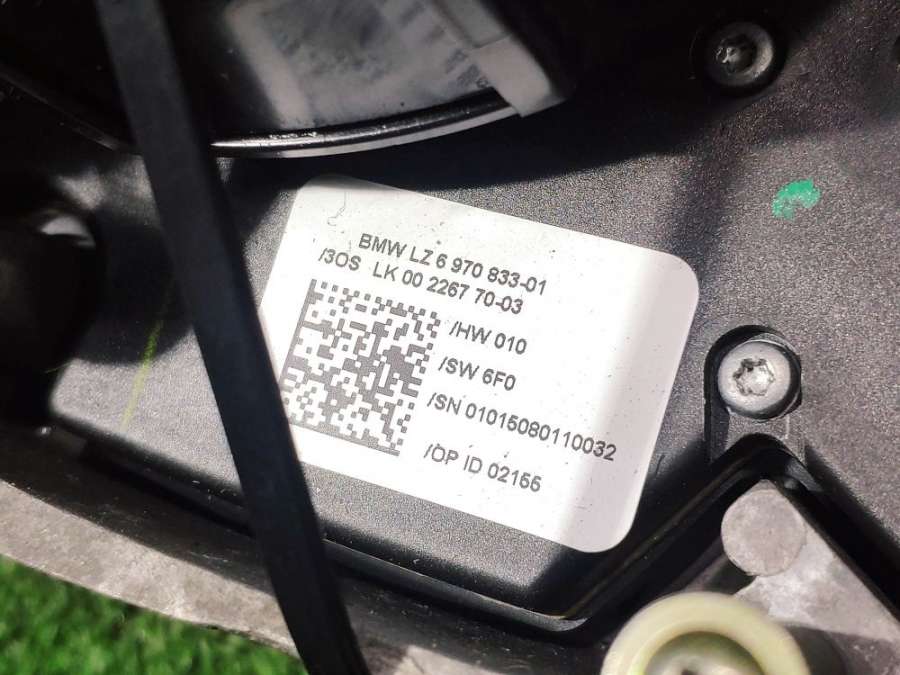 BMW LZ 6 970 833-01
/3OS LK 00 2267 70-03
/HW 010
/SW 6F0
/SN 01015080110032
/OP ID 02156